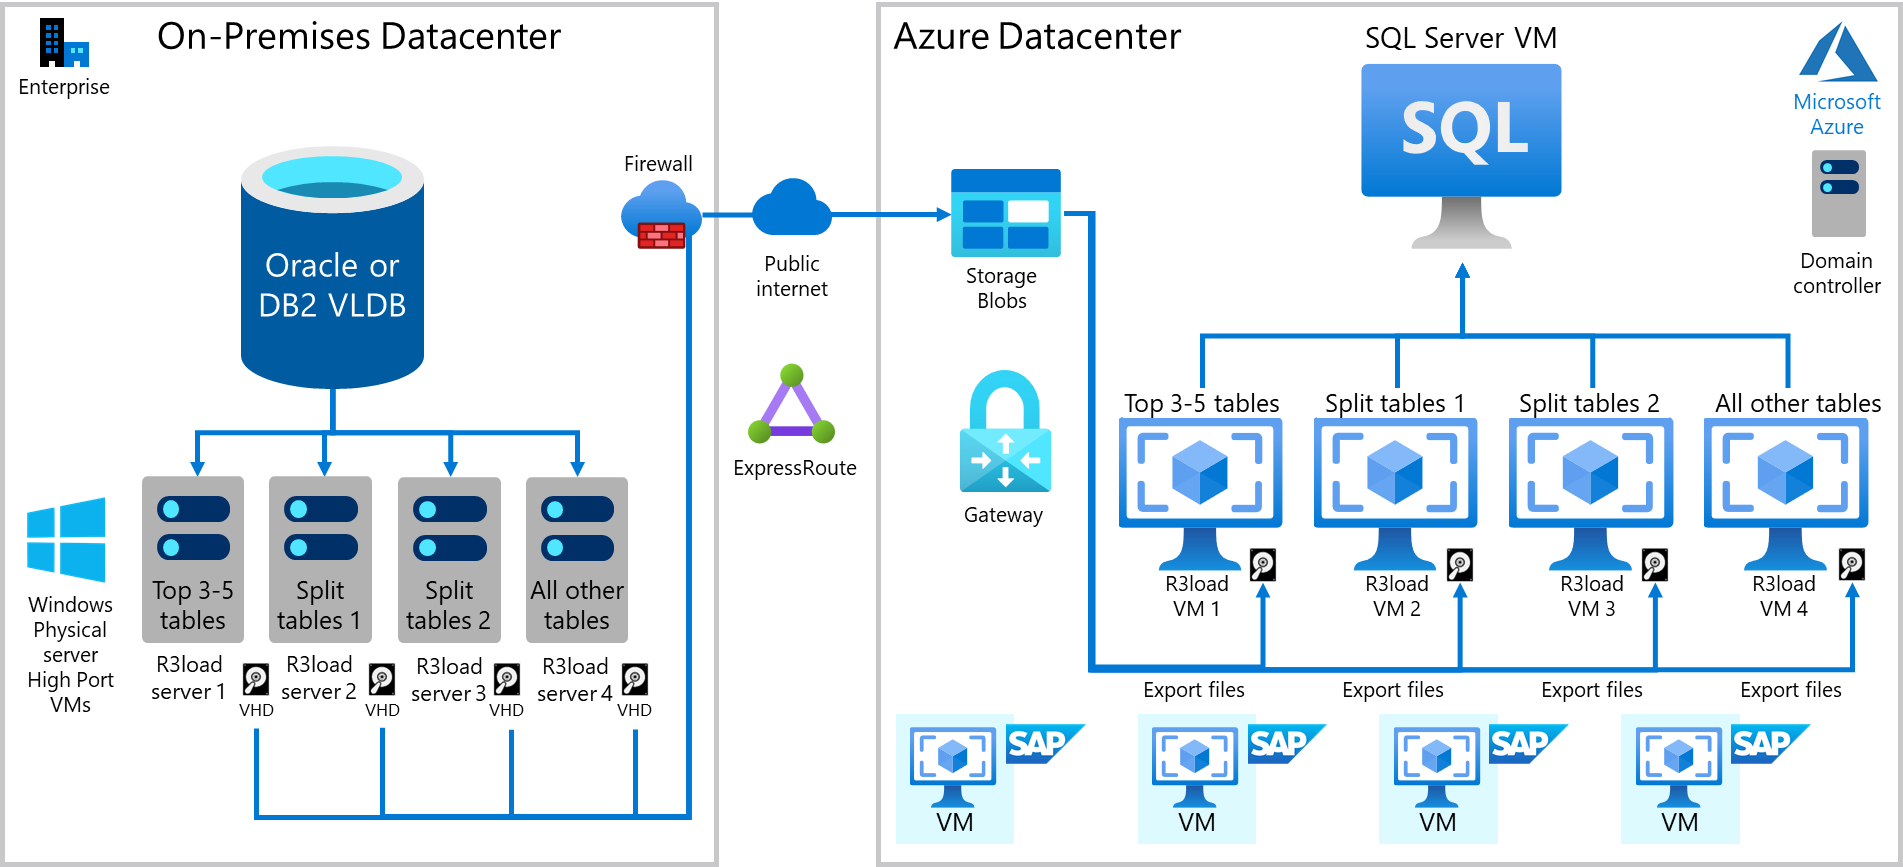 On-Premises Datacenter
Enterprise
Oracle or
DB2 VLDB
Firewall
Windows
Physical
server
High Port
VMs
Top 3-5
tables
Split
tables 1
Split
tables 2
All other
tables
R3load
server 1
VHD
R3load
server 2
VHD
R3load
server 3
VHD
R3load
server 4
VHD
Public
internet
ExpressRoute
Azure Datacenter
SQL Server VM
SQL
Microsoft
Azure
Domain
controller
Storage
Blobs
Gateway
Top 3-5 tables
Split tables 1
Split tables 2
All other tables
R3load
VM 1
R3load
VM 2
R3load
VM 3
R3load
VM 4
Export files
Export files
Export files
Export files
SAP
VM
SAP
VM
SAP
VM
SAP
VM